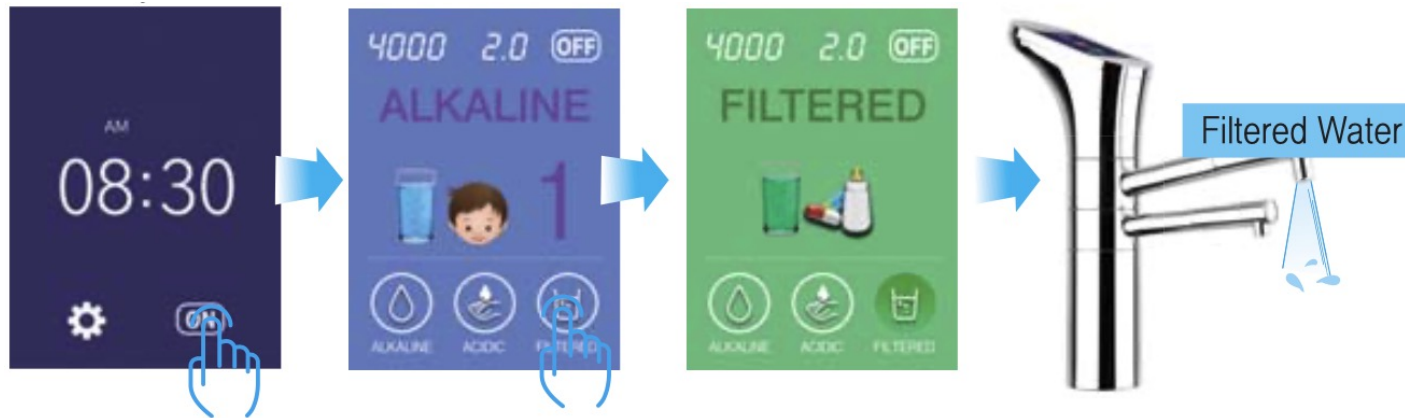 AM
08:30
ON
4000 2.0 OFF
ALKALINE
1
ALKALINE ACIDIC FILTERED
4000 2.0 OFF
FILTERED
ALKALINE ACIDIC FILTERED
Filtered Water